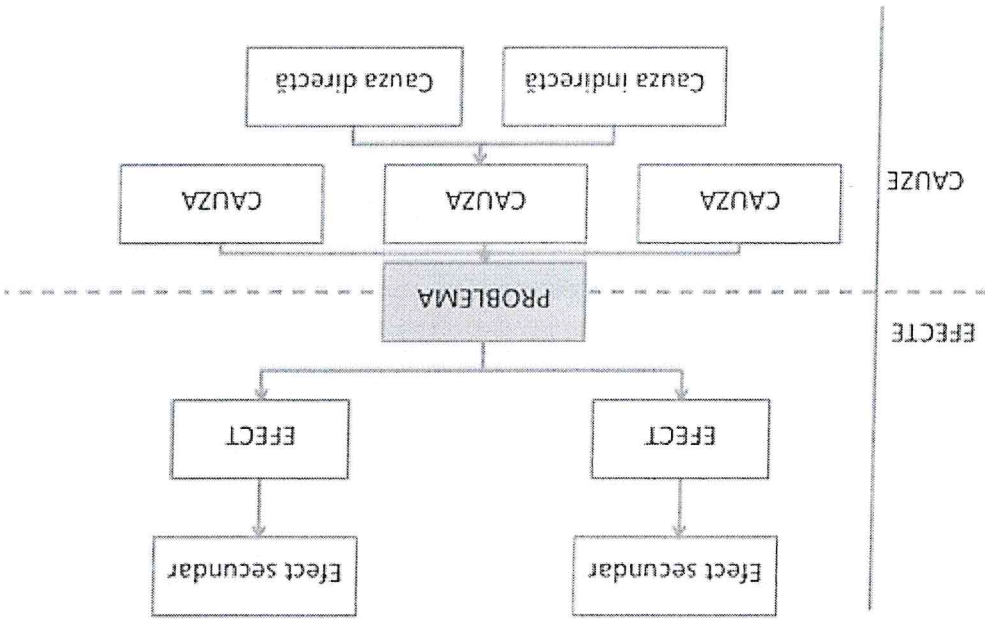 Efect secundar
Efect secundar
EFECT
EFECT
EFECTE
PROBLEMA
CAUZA
CAUZA
CAUZA
CAUZE
Cauza indirectă
Cauza directă